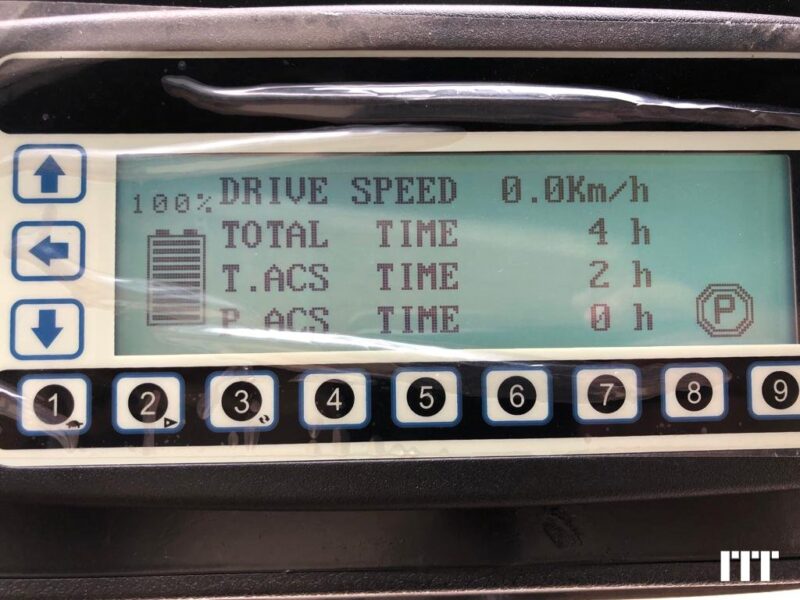 100% DRIVE SPEED 0.0Km/h
TOTAL TIME 4 h
T.ACS TIME 2 h
P.ACS TIME 0 h
P
1 2 3 4 5 6 7 8 9
ITT